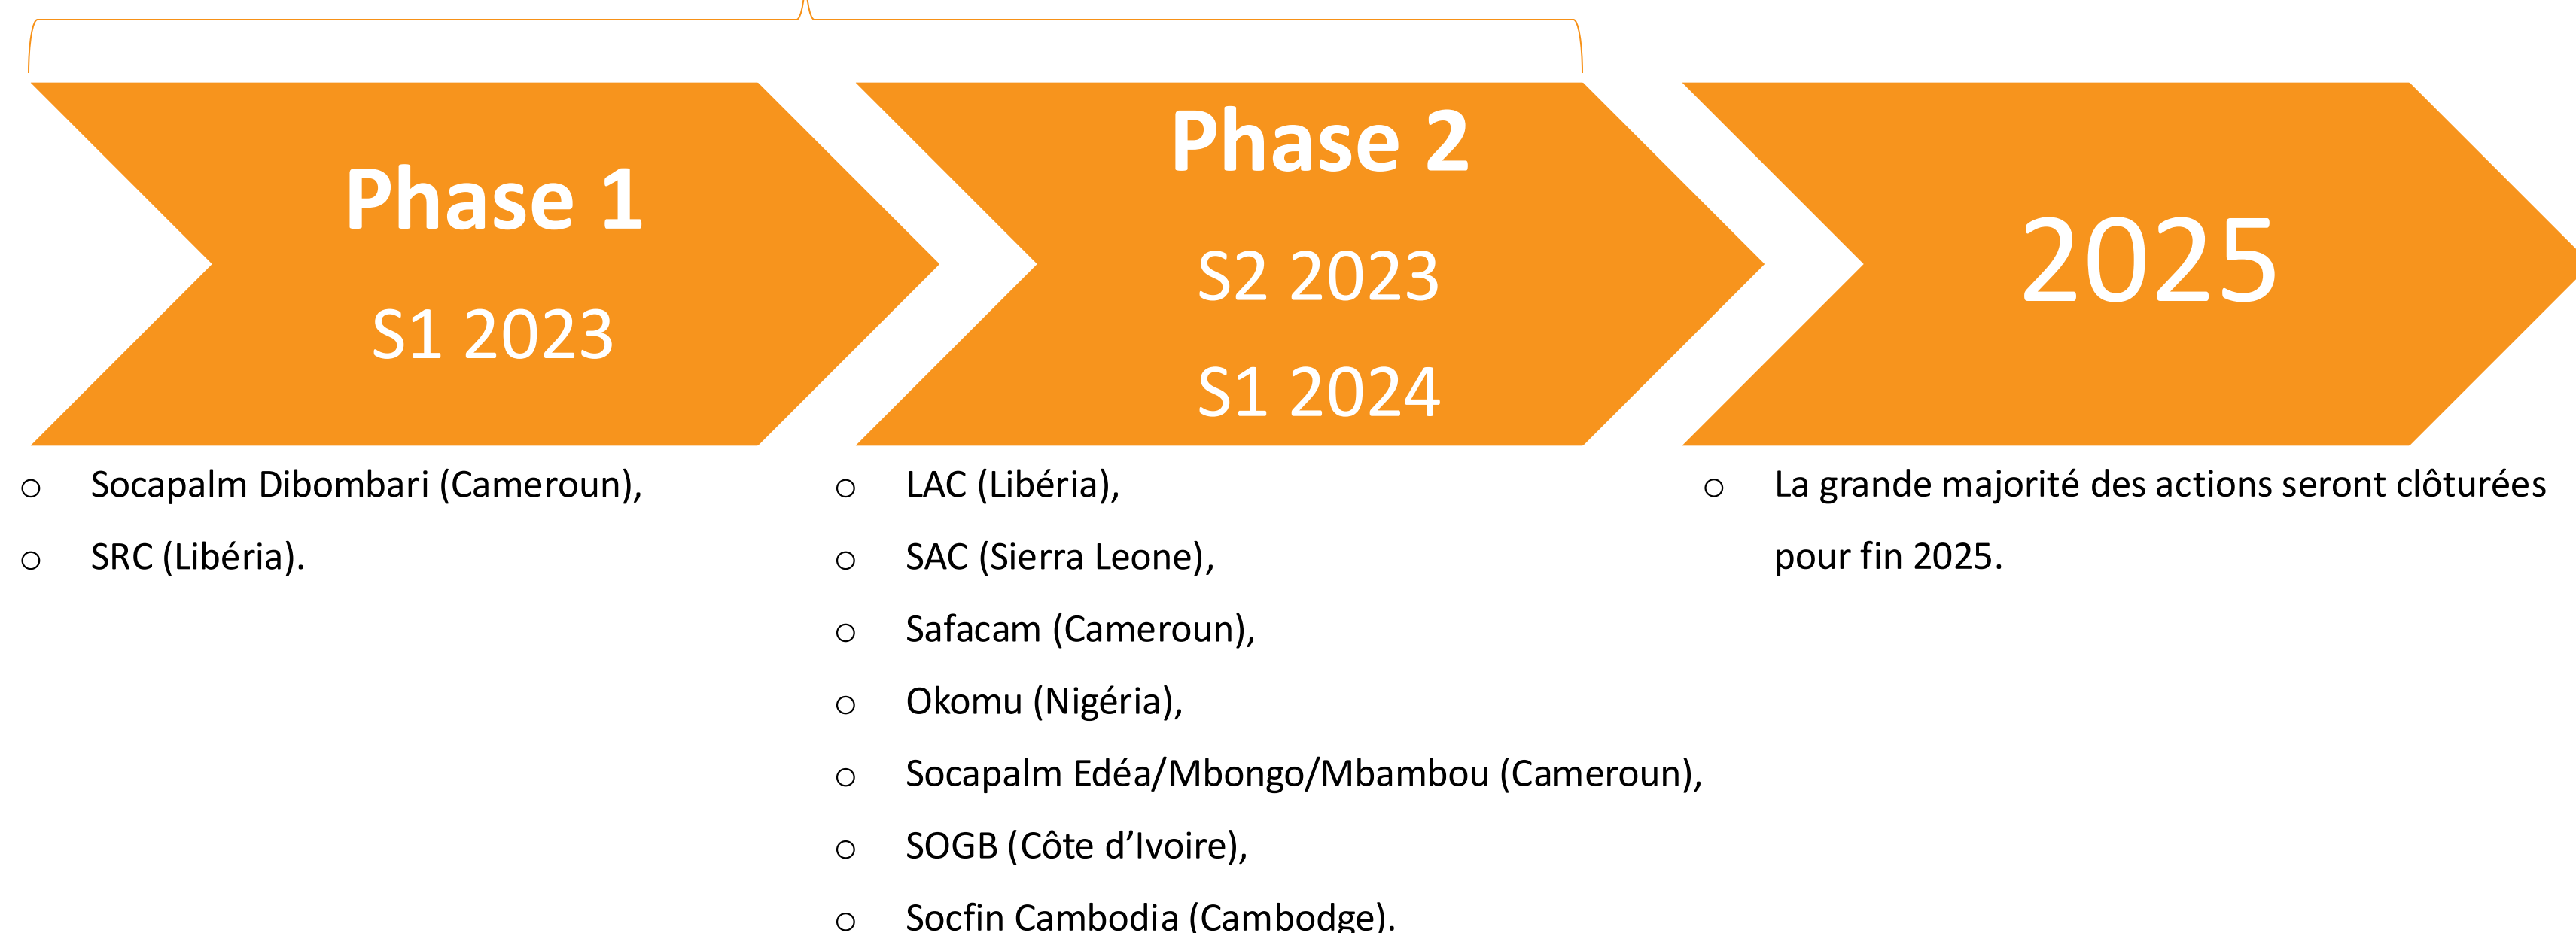 Phase 1
S1 2023
Phase 2
S2 2023
S1 2024
2025
o Socapalm Dibombari (Cameroun),
o SRC (Libéria).
o LAC (Libéria),
o SAC (Sierra Leone),
o Safacam (Cameroun),
o Okomu (Nigéria),
o Socapalm Edéa/Mbongo/Mbambou (Cameroun),
o SOGB (Côte d’Ivoire),
o Socfin Cambodia (Cambodge).
o La grande majorité des actions seront clôturées
pour fin 2025.